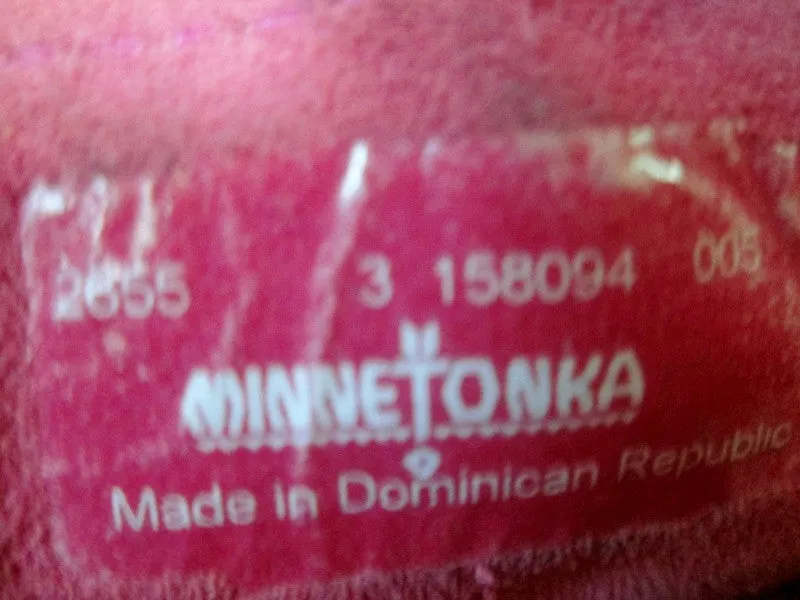 2655 3 158094 005
MINNETONKA
Made in Dominican Republic